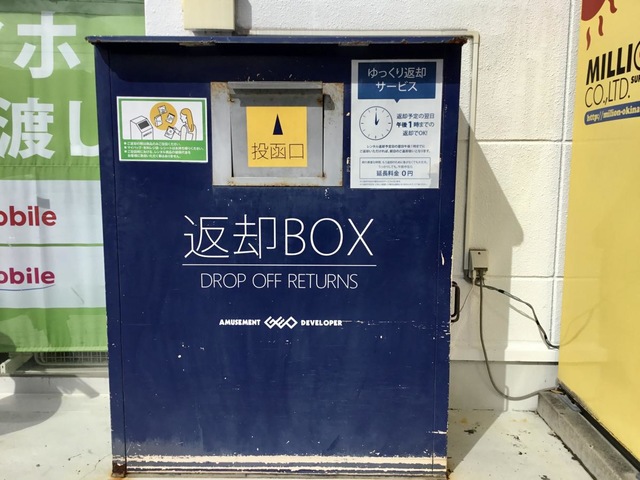 ホ
渡し
obile
obile
投函口
ゆっくり返却
サービス
返却予定の翌日
午後1時までの
返却でOK!
延長料金0円
返却BOX
DROP OFF RETURNS
AMUSEMENT GEO DEVELOPER
MILLIO
CO.,LTD.
http://million-okina